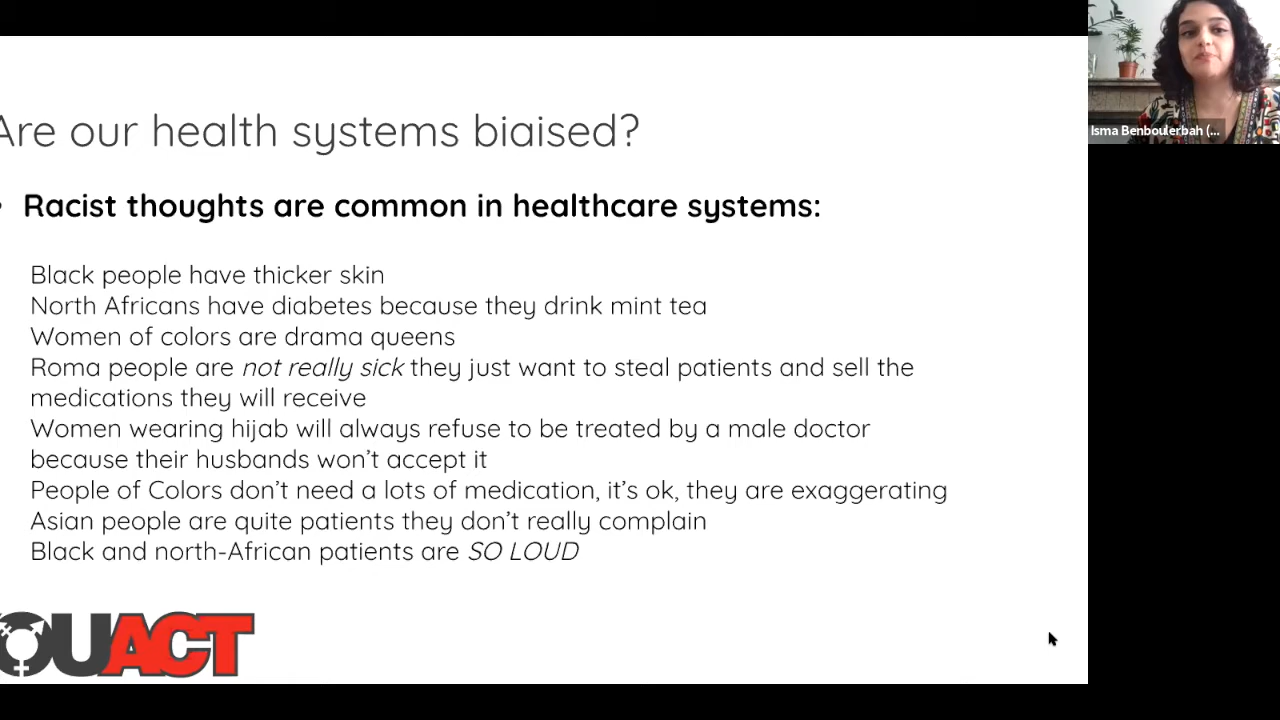 Are our health systems biaised?
Racist thoughts are common in healthcare systems:
Black people have thicker skin
North Africans have diabetes because they drink mint tea
Women of colors are drama queens
Roma people are not really sick they just want to steal patients and sell the
medications they will receive
Women wearing hijab will always refuse to be treated by a male doctor
because their husbands won't accept it
People of Colors don't need a lots of medication, it's ok, they are exaggerating
Asian people are quite patients they don't really complain
Black and north-African patients are SO LOUD
OUACT
Isma Benboulerbah (...